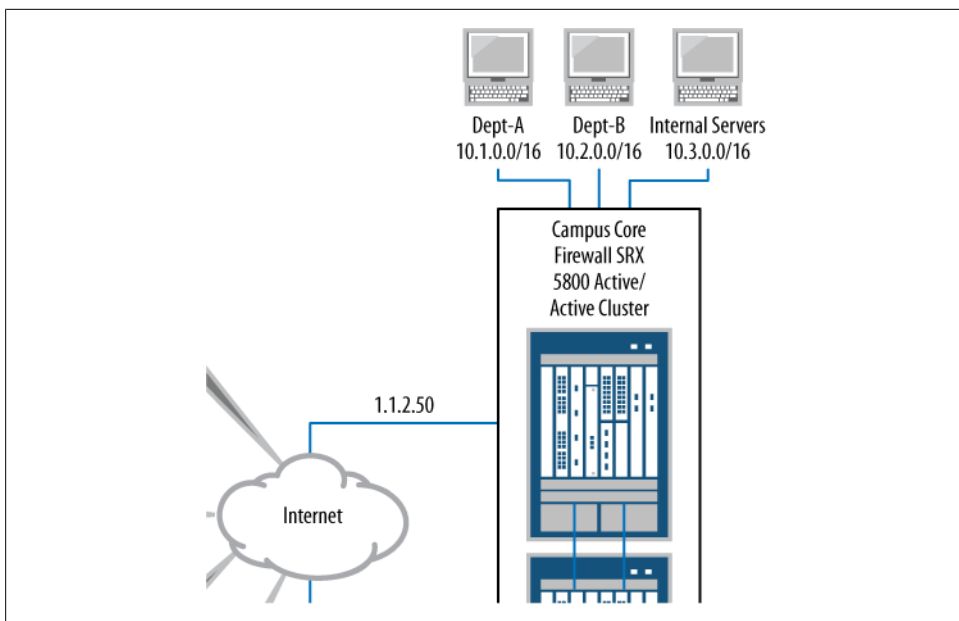 Dept-A
10.1.0.0/16
Dept-B
10.2.0.0/16
Internal Servers
10.3.0.0/16
Campus Core
Firewall SRX
5800 Active/
Active Cluster
1.1.2.50
Internet